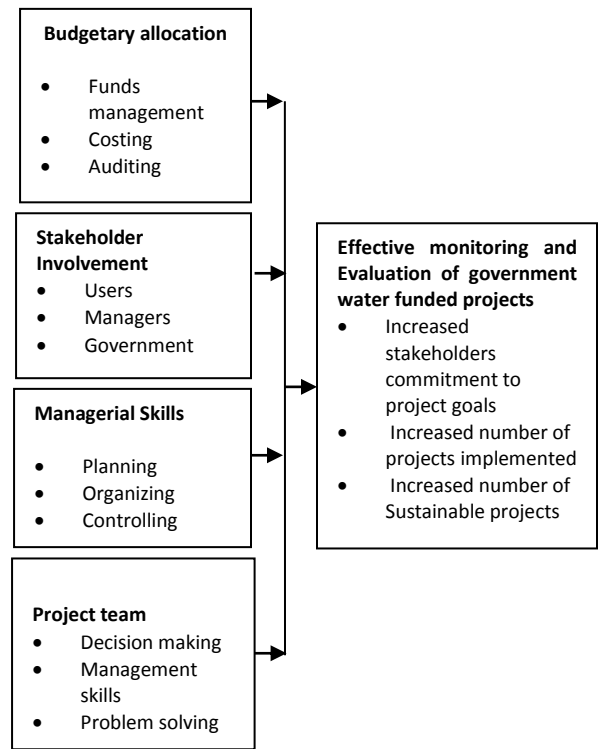 Budgetary allocation
• Funds
management
• Costing
• Auditing
Stakeholder
Involvement
• Users
• Managers
• Government
Managerial Skills
• Planning
• Organizing
• Controlling
Project team
• Decision making
• Management
skills
• Problem solving
Effective monitoring and
Evaluation of government
water funded projects
• Increased
stakeholders
commitment to
project goals
• Increased number of
projects implemented
• Increased number of
Sustainable projects